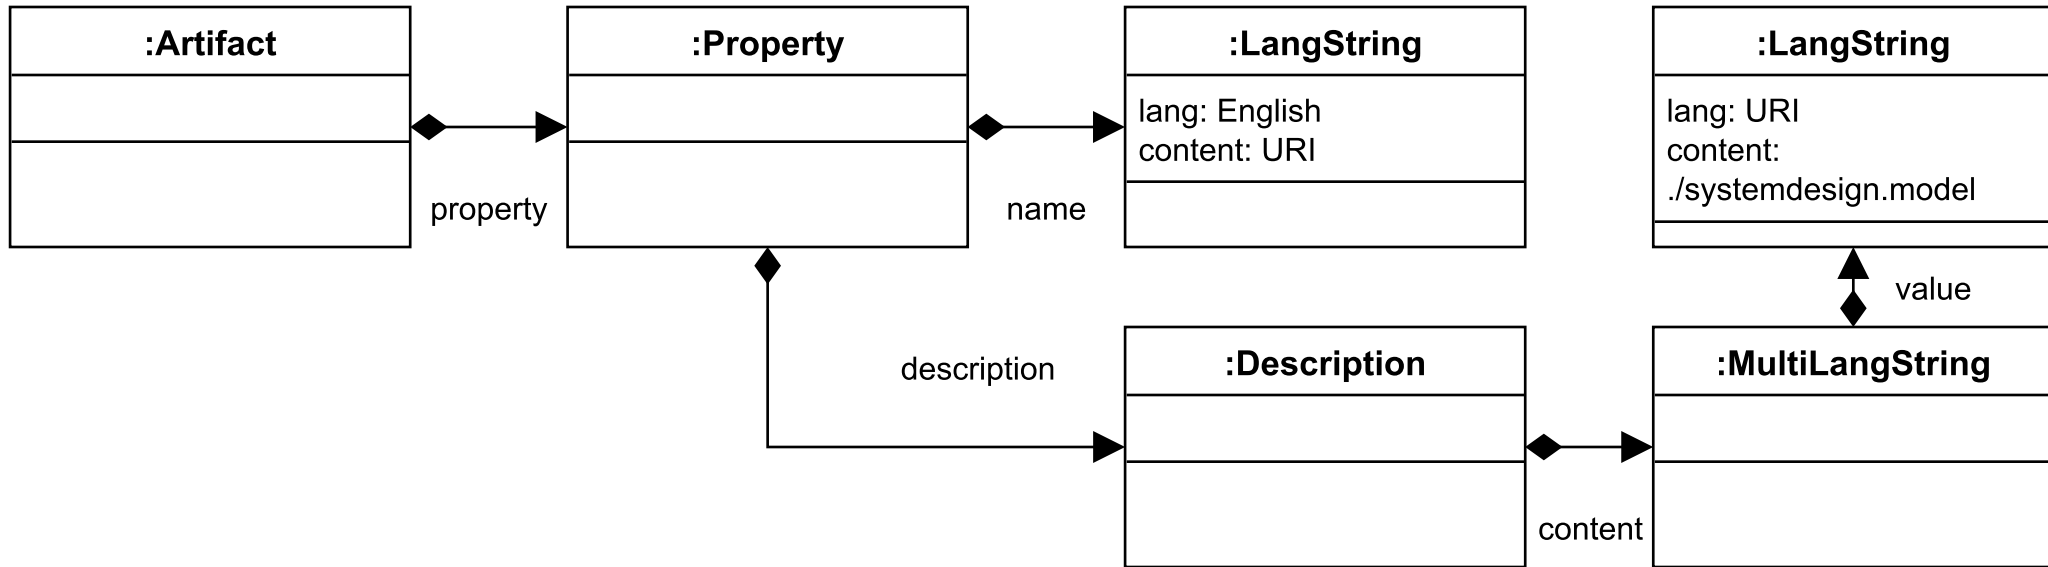 :Artifact
:Property
:LangString
:LangString
lang: English
content: URI
lang: URI
content:
./systemdesign.model
property
name
value
:Description
:MultiLangString
description
content